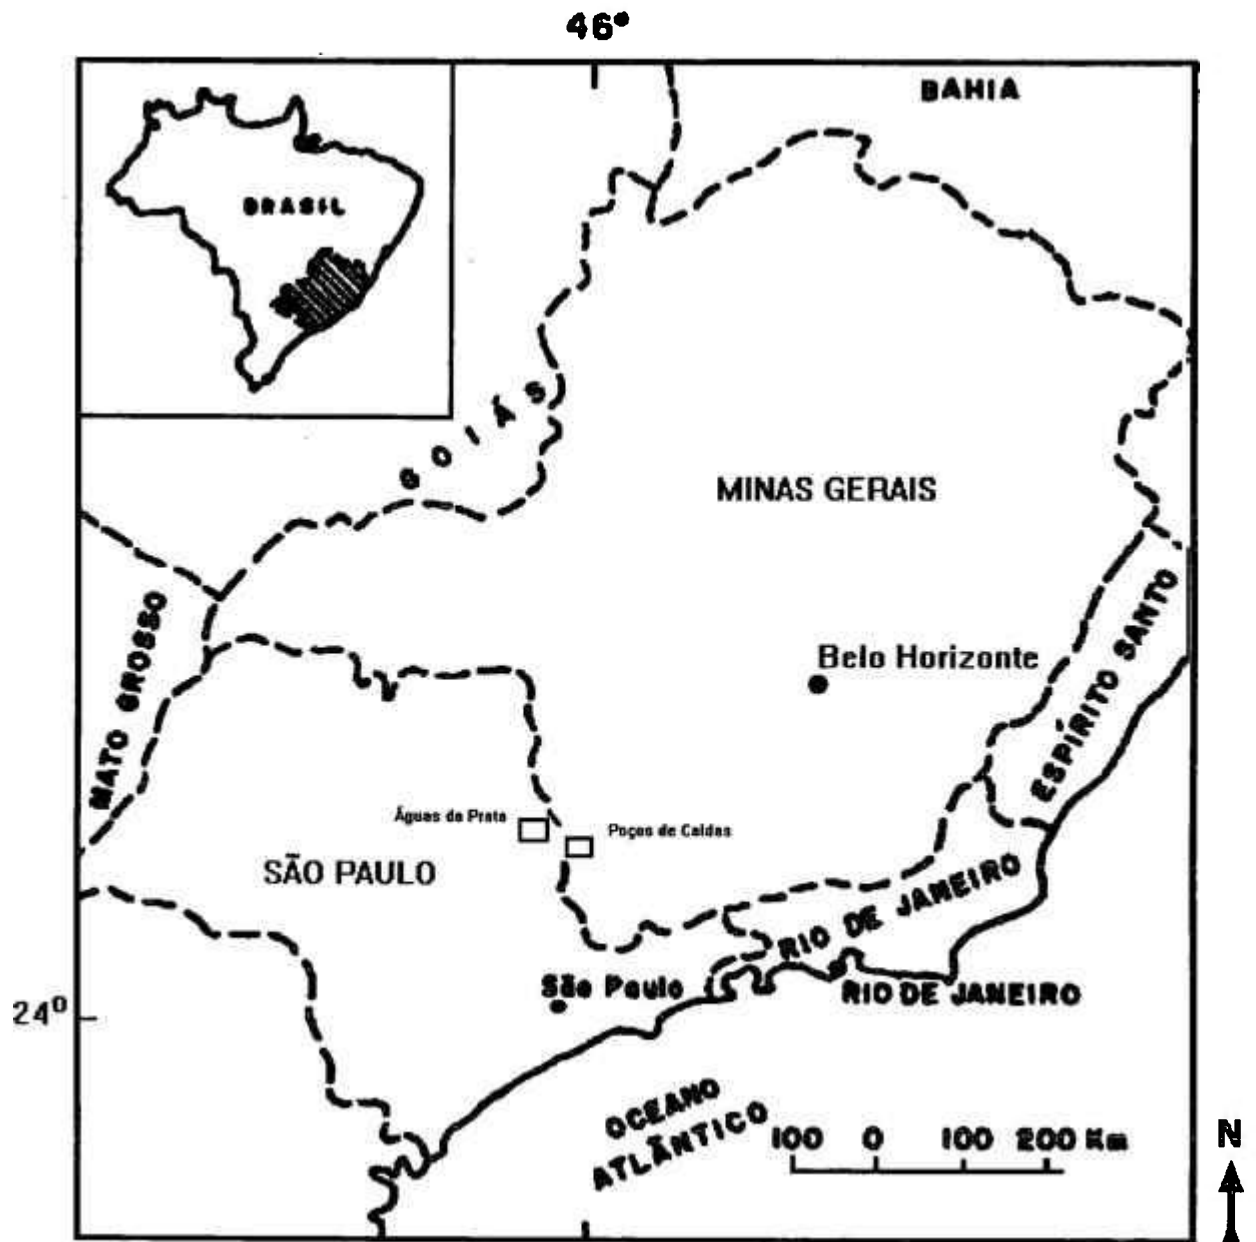 46°
BAHIA
BRASIL
GOIÁS
MINAS GERAIS
MATO GROSSO
Belo Horizonte
ESPÍRITO SANTO
Águas da Prata
Poços de Caldas
SÃO PAULO
RIO DE JANEIRO
São Paulo
RIO DE JANEIRO
24°
OCEANO
ATLÂNTICO
100 0 100 200 Km
N